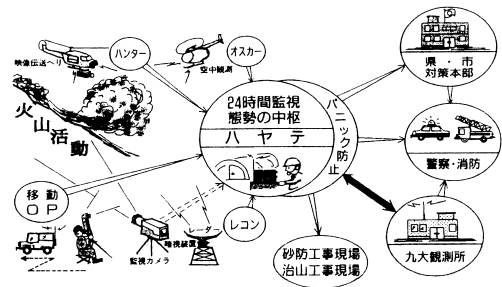 ハンター
オスカー
映像伝送ヘリ
空中観測
火山活動
24時間監視
態勢の中枢
ハヤテ
パニック防止
県・市
対策本部
警察・消防
九大観測所
砂防工事現場
治山工事現場
レコン
移動
OP
監視カメラ
暗視装置
レーダー